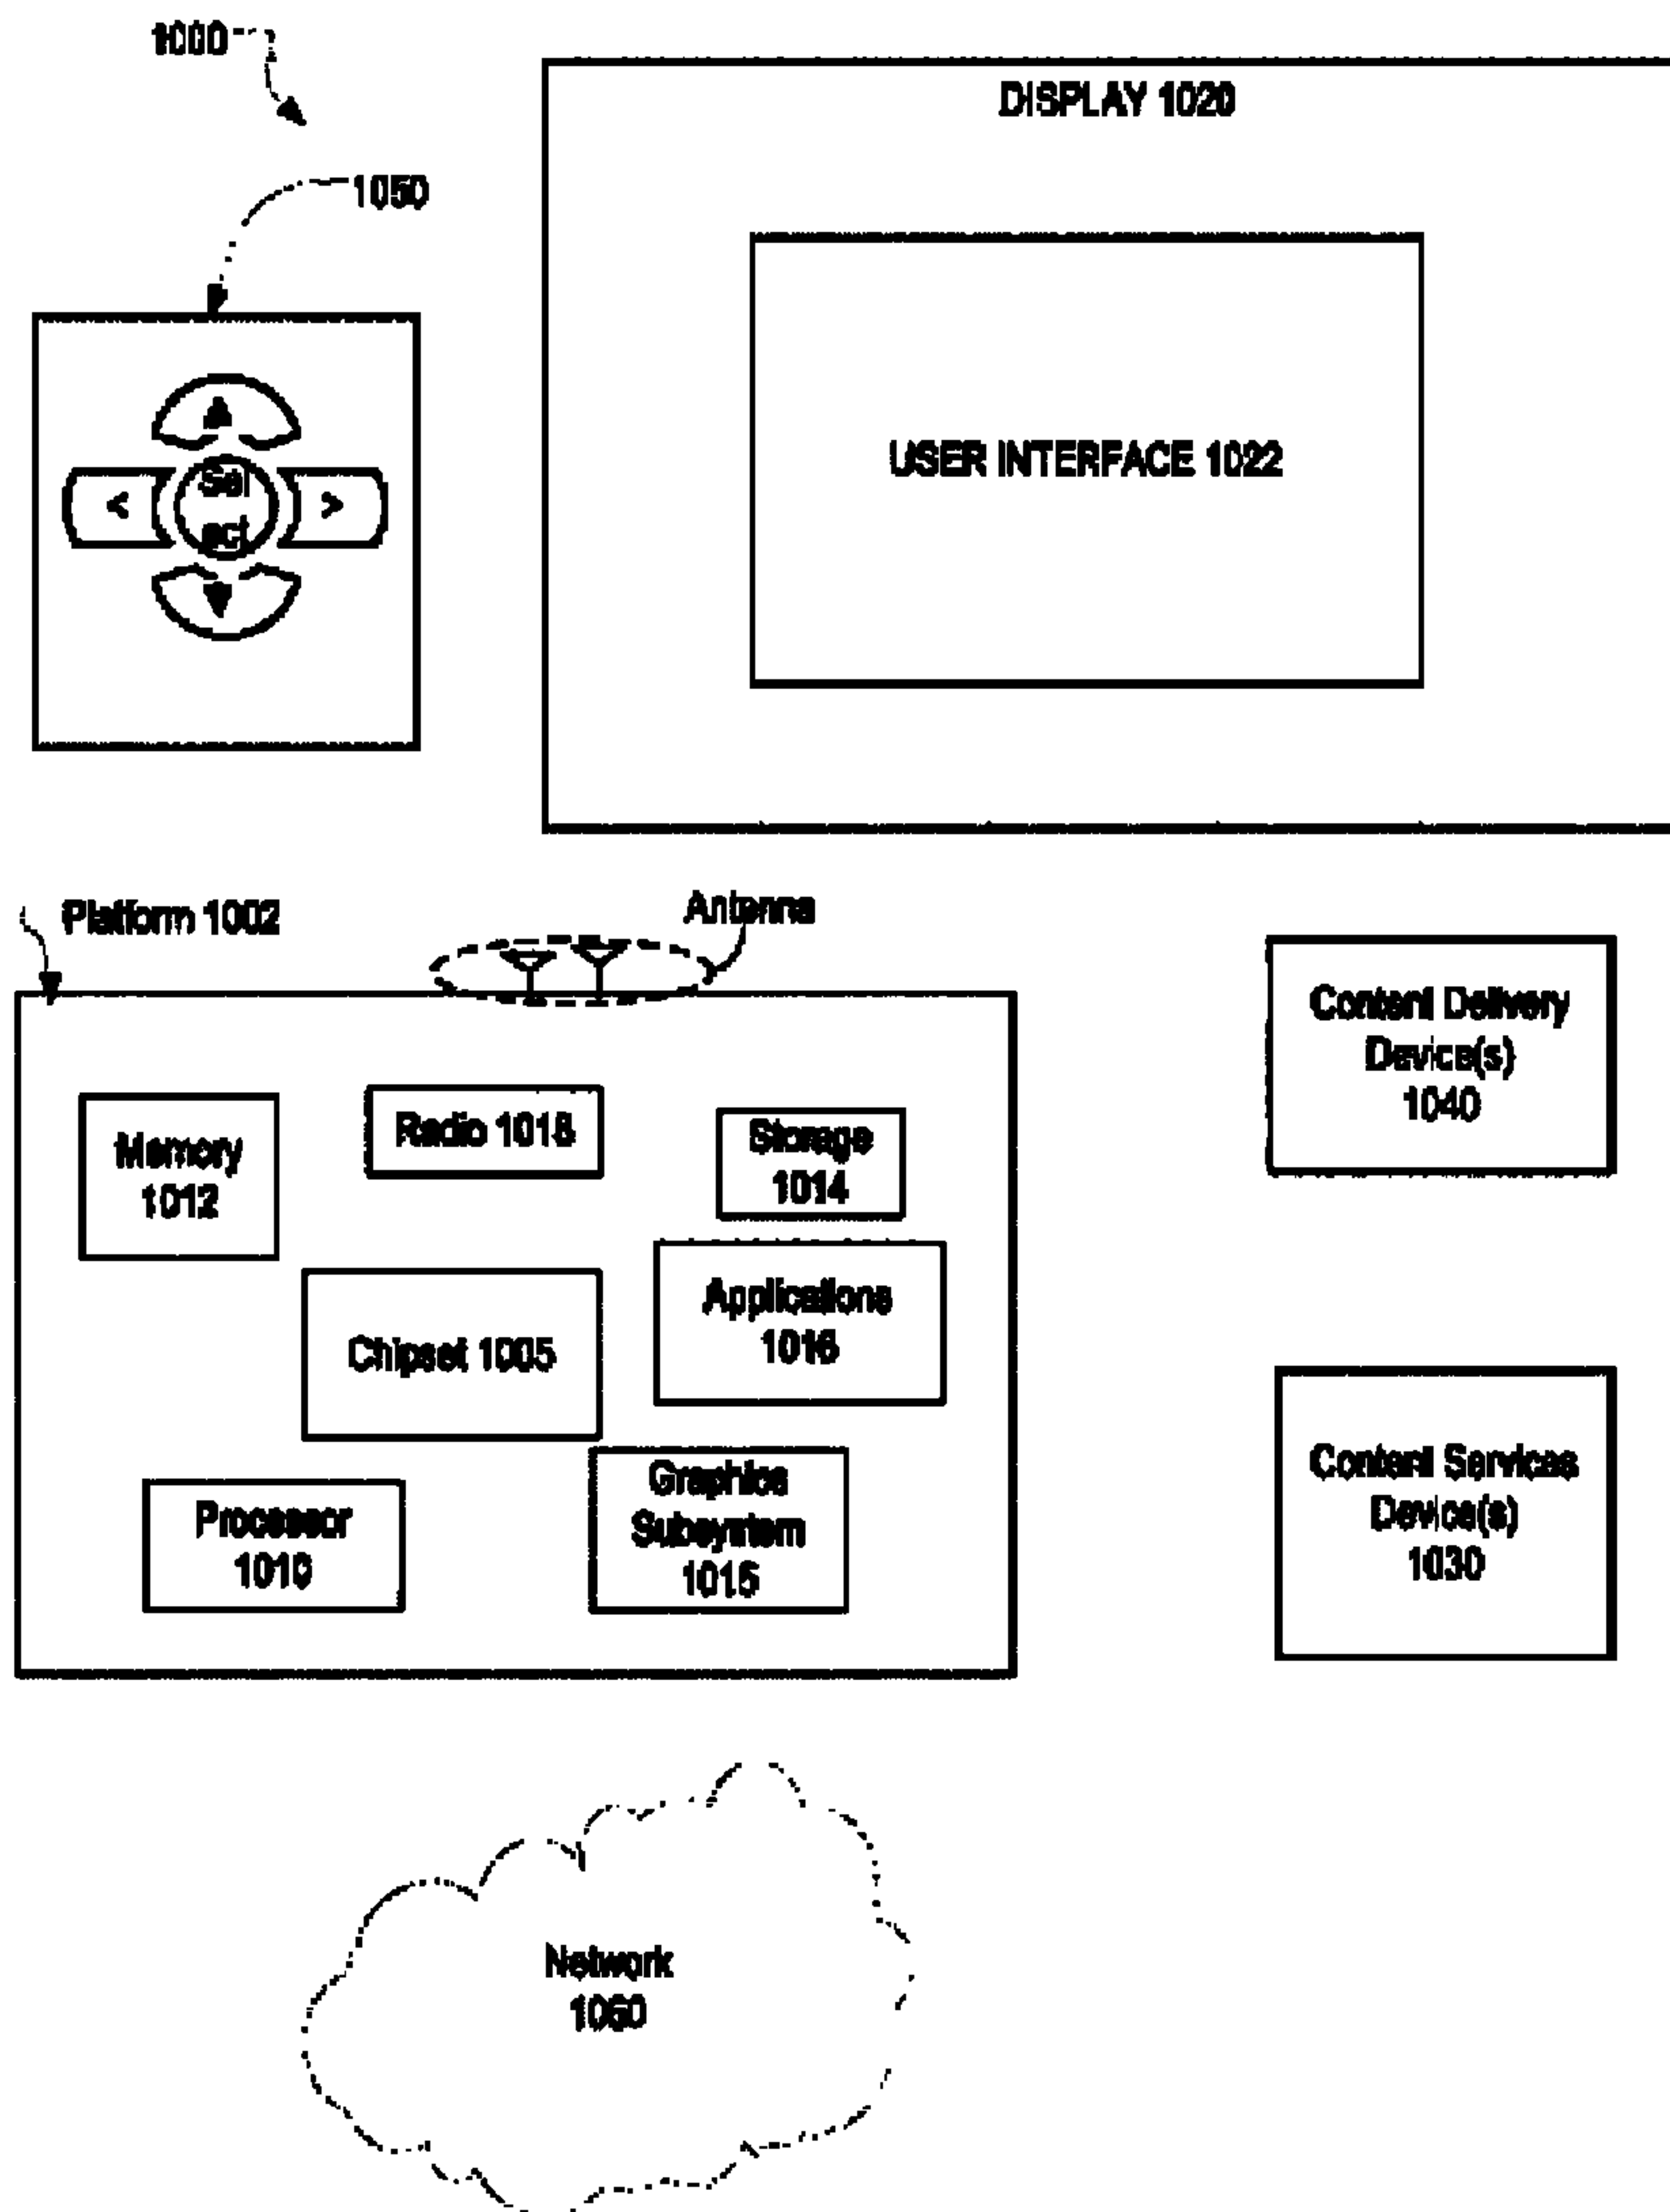 1000
DISPLAY 1020
1050
USER INTERFACE 1022
<
Sel
ect
>
Platform 1002
Antenna
Content Delivery
Device(s)
1040
Memory
1012
Radio 1018
Storage
1014
Chipset 1005
Applications
1016
Processor
1010
Graphics
Subsystem
1015
Content Services
Device(s)
1030
Network
1060